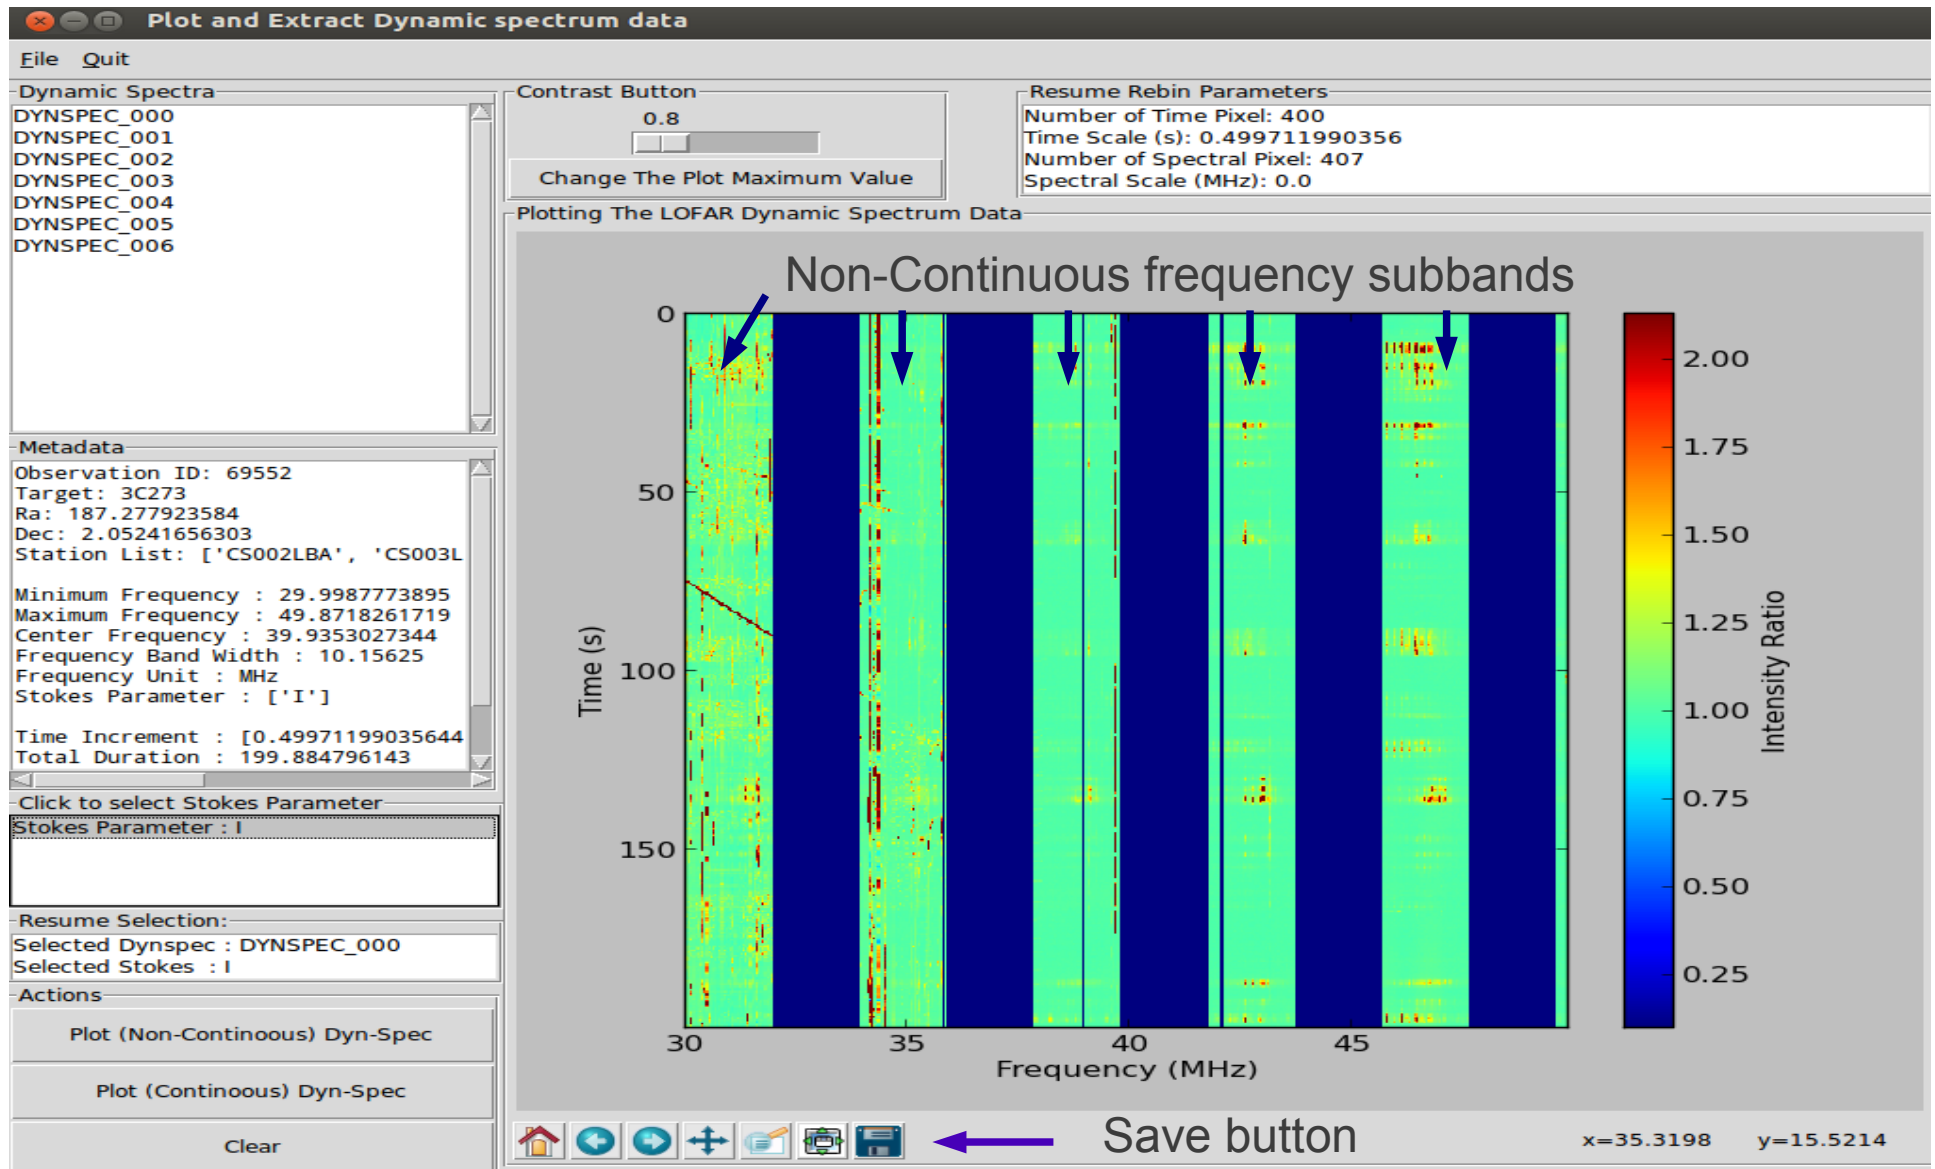 Plot and Extract Dynamic spectrum data
File Quit
Dynamic Spectra
DYNSPEC_000
DYNSPEC_001
DYNSPEC_002
DYNSPEC_003
DYNSPEC_004
DYNSPEC_005
DYNSPEC_006
Metadata
Observation ID: 69552
Target: 3C273
Ra: 187.277923584
Dec: 2.05241656303
Station List: ['CS002LBA', 'CS003L
Minimum Frequency : 29.9987773895
Maximum Frequency : 49.8718261719
Center Frequency : 39.9353027344
Frequency Band Width : 10.15625
Frequency Unit : MHz
Stokes Parameter : ['I']
Time Increment : [0.49971199035644
Total Duration : 199.884796143
Click to select Stokes Parameter
Stokes Parameter : I
Resume Selection:
Selected Dynspec : DYNSPEC_000
Selected Stokes : I
Actions
Plot (Non-Continoous) Dyn-Spec
Plot (Continoous) Dyn-Spec
Clear
Contrast Button
0.8
Change The Plot Maximum Value
Resume Rebin Parameters
Number of Time Pixel: 400
Time Scale (s): 0.499711990356
Number of Spectral Pixel: 407
Spectral Scale (MHz): 0.0
Plotting The LOFAR Dynamic Spectrum Data
Non-Continuous frequency subbands
0
50
100
150
Time (s)
30 35 40 45
Frequency (MHz)
2.00
1.75
1.50
1.25
1.00
0.75
0.50
0.25
Intensity Ratio
Save button
x=35.3198 y=15.5214